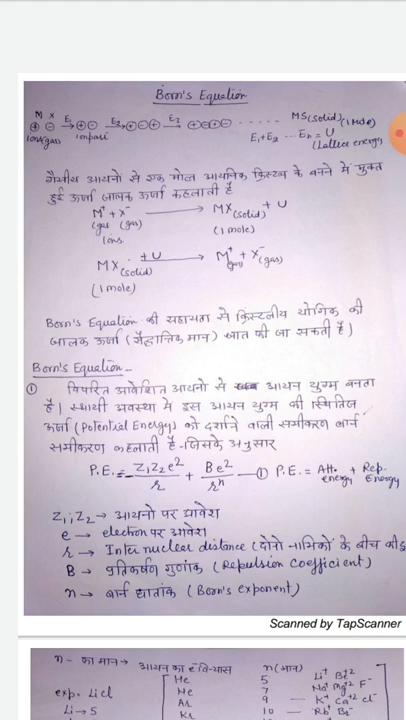 Born's Equation
M X E₁ E₂ E₃ MS(solid)(1Mole)
⊕ ⊖ → ⊕⊖ → ⊕⊖⊕ → ⊕⊖⊕⊖ ...... E₁+E₂ ... En = U
ions(gas) (Lattice energy
गैसीय आयनों से एक मोल आयनिक क्रिस्टल के बनने में मुक्त
हुई ऊर्जा जालक ऊर्जा कहलाती है
M⁺ + X⁻ → MX(solid) + U
(gas) (gas) (1 mole)
ions
MX(solid) +U → M⁺(gas) + X⁻(gas)
(1 mole)
Born's Equation की सहायता से क्रिस्टलीय योगिक की
जालक ऊर्जा (सैद्धान्तिक मान) ज्ञात की जा सकती है)
Born's Equation -
① विपरित आवेशित आयनो से आयन युग्म बनता
है। स्थायी अवस्था में इस आयन युग्म की स्थितिज
ऊर्जा (Potential Energy) को दर्शाने वाली समीकरण बार्न
समीकरण कहलाती है - जिसके अनुसार
P.E. = Z₁Z₂e²/r + Be²/rⁿ —① P.E. = Att. energy + Rep. Energy
Z₁,Z₂ → आयनो पर आवेश
e → electron पर आवेश
r → Inter nuclear distance (दोनो नाभिकों के बीच की
B → प्रतिकर्षण गुणांक (Repulsion Coefficient)
n → बार्न घातांक (Born's exponent)
Scanned by TapScanner
n - का मान → आयन का ई विन्यास n (मान)
He 5 Li⁺ Be⁺²
exp. LiCl Ne 7 Na⁺ Mg⁺² F⁻
Li → 5 Ar 9 — K⁺ Ca⁺² Cl⁻
Kr 10 — Rb⁺ Br⁻